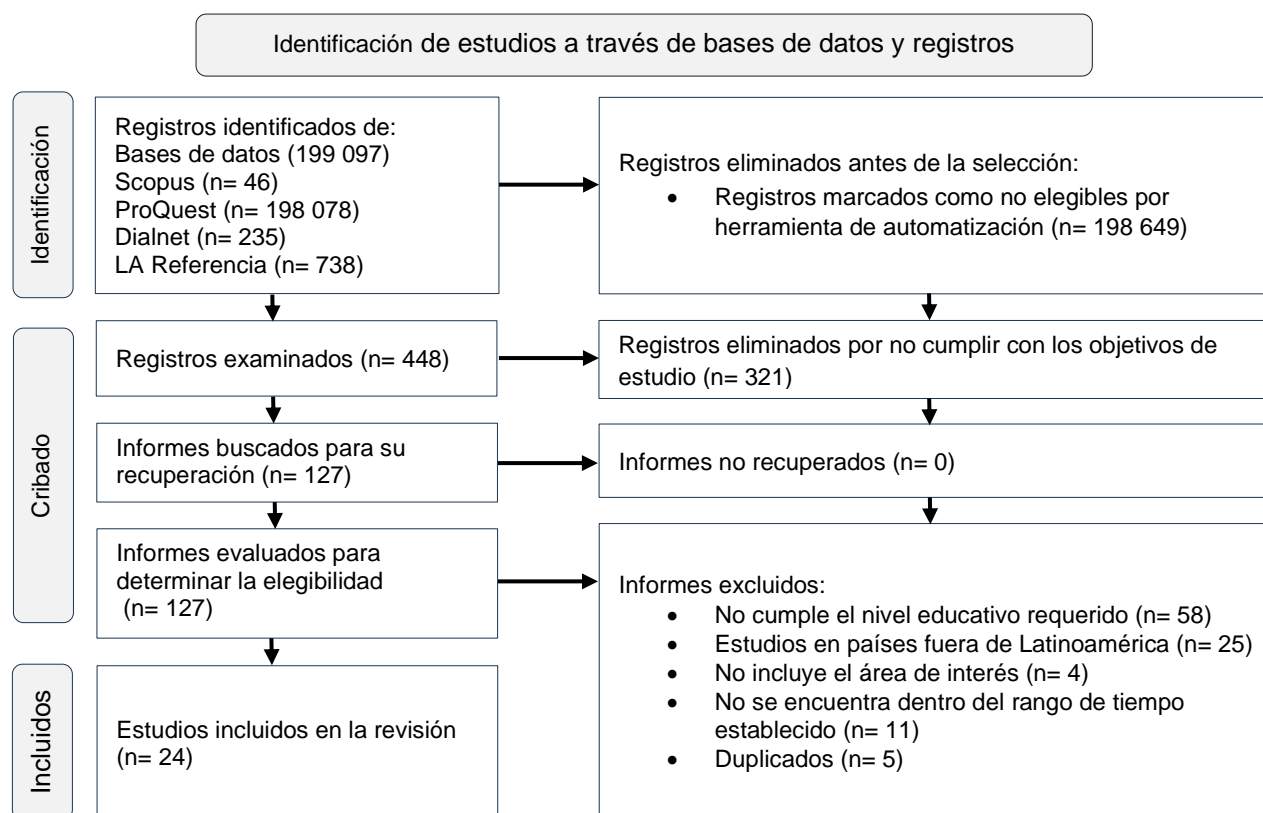 Identificación de estudios a través de bases de datos y registros
Identificación
Registros identificados de:
Bases de datos (199 097)
Scopus (n= 46)
ProQuest (n= 198 078)
Dialnet (n= 235)
LA Referencia (n= 738)
Registros eliminados antes de la selección:
• Registros marcados como no elegibles por
herramienta de automatización (n= 198 649)
Cribado
Registros examinados (n= 448)
Registros eliminados por no cumplir con los objetivos de
estudio (n= 321)
Informes buscados para su
recuperación (n= 127)
Informes no recuperados (n= 0)
Informes evaluados para
determinar la elegibilidad
(n= 127)
Informes excluidos:
• No cumple el nivel educativo requerido (n= 58)
• Estudios en países fuera de Latinoamérica (n= 25)
• No incluye el área de interés (n= 4)
• No se encuentra dentro del rango de tiempo
establecido (n= 11)
• Duplicados (n= 5)
Incluidos
Estudios incluidos en la revisión
(n= 24)